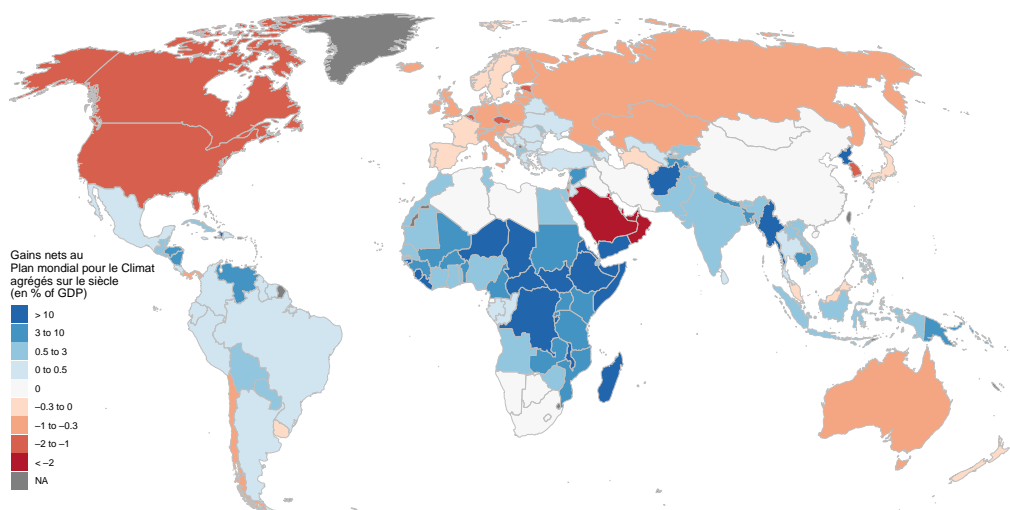 Gains nets au
Plan mondial pour le Climat
agrégés sur le siècle
(en % of GDP)
> 10
3 to 10
0.5 to 3
0 to 0.5
0
–0.3 to 0
–1 to –0.3
–2 to –1
< –2
NA